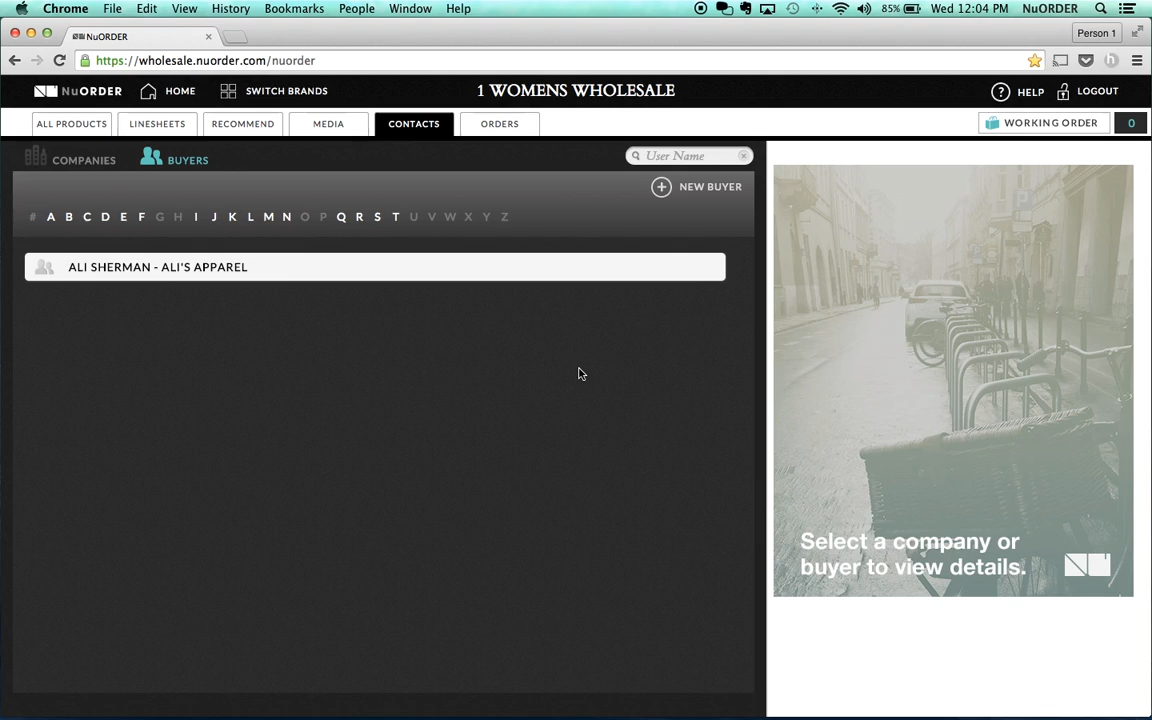 Chrome File Edit View History Bookmarks People Window Help 85% Wed 12:04 PM NuORDER
NuORDER Person 1
https://wholesale.nuorder.com/nuorder
NuORDER HOME SWITCH BRANDS 1 WOMENS WHOLESALE ? HELP LOGOUT
ALL PRODUCTS LINESHEETS RECOMMEND MEDIA CONTACTS ORDERS WORKING ORDER 0
COMPANIES BUYERS User Name
NEW BUYER
# A B C D E F G H I J K L M N O P Q R S T U V W X Y Z
ALI SHERMAN - ALI'S APPAREL
Select a company or
buyer to view details.